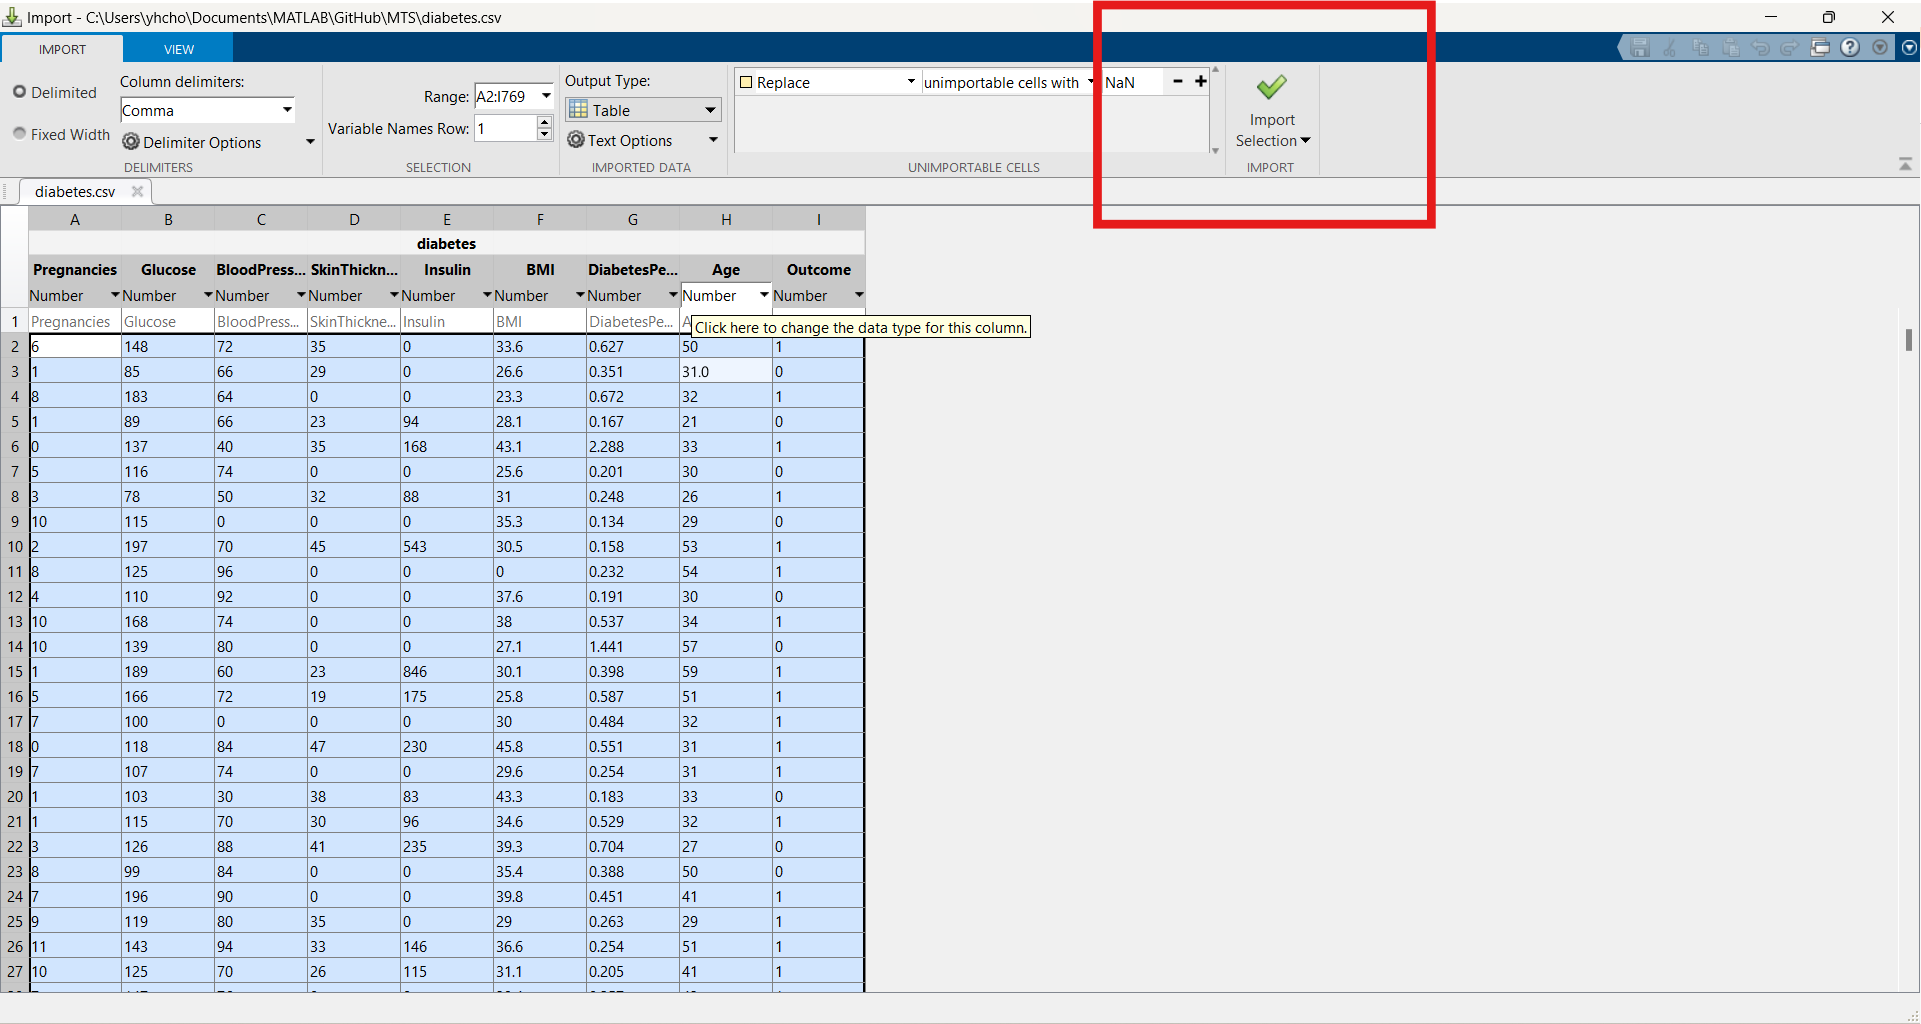 Import - C:\Users\yhcho\Documents\MATLAB\GitHub\MTS\diabetes.csv
IMPORT VIEW
Delimited
Fixed Width
Column delimiters:
Comma
Delimiter Options
DELIMITERS
Range: A2:I769
Variable Names Row: 1
SELECTION
Output Type:
Table
Text Options
IMPORTED DATA
Replace unimportable cells with NaN - +
UNIMPORTABLE CELLS
Import
Selection
IMPORT
diabetes.csv
A B C D E F G H I
diabetes
Pregnancies Glucose BloodPress... SkinThickn... Insulin BMI DiabetesPe... Age Outcome
Number Number Number Number Number Number Number Number Number
1 Pregnancies Glucose BloodPress... SkinThickne... Insulin BMI DiabetesPe... A
Click here to change the data type for this column.
2 6 148 72 35 0 33.6 0.627 50 1
3 1 85 66 29 0 26.6 0.351 31.0 0
4 8 183 64 0 0 23.3 0.672 32 1
5 1 89 66 23 94 28.1 0.167 21 0
6 0 137 40 35 168 43.1 2.288 33 1
7 5 116 74 0 0 25.6 0.201 30 0
8 3 78 50 32 88 31 0.248 26 1
9 10 115 0 0 0 35.3 0.134 29 0
10 2 197 70 45 543 30.5 0.158 53 1
11 8 125 96 0 0 0 0.232 54 1
12 4 110 92 0 0 37.6 0.191 30 0
13 10 168 74 0 0 38 0.537 34 1
14 10 139 80 0 0 27.1 1.441 57 0
15 1 189 60 23 846 30.1 0.398 59 1
16 5 166 72 19 175 25.8 0.587 51 1
17 7 100 0 0 0 30 0.484 32 1
18 0 118 84 47 230 45.8 0.551 31 1
19 7 107 74 0 0 29.6 0.254 31 1
20 1 103 30 38 83 43.3 0.183 33 0
21 1 115 70 30 96 34.6 0.529 32 1
22 3 126 88 41 235 39.3 0.704 27 0
23 8 99 84 0 0 35.4 0.388 50 0
24 7 196 90 0 0 39.8 0.451 41 1
25 9 119 80 35 0 29 0.263 29 1
26 11 143 94 33 146 36.6 0.254 51 1
27 10 125 70 26 115 31.1 0.205 41 1